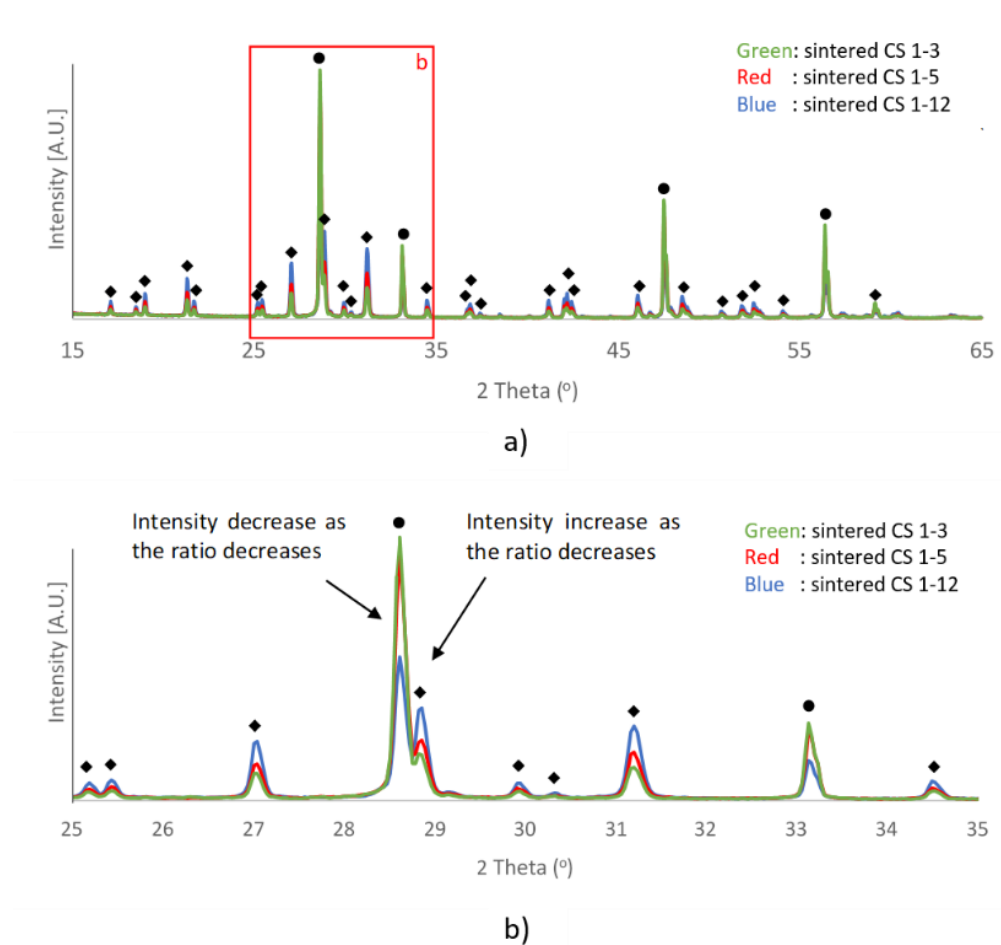 b
Green: sintered CS 1-3
Red : sintered CS 1-5
Blue : sintered CS 1-12
Intensity [A.U.]
15 25 35 45 55 65
2 Theta (º)
a)
Intensity decrease as
the ratio decreases
Intensity increase as
the ratio decreases
Green: sintered CS 1-3
Red : sintered CS 1-5
Blue : sintered CS 1-12
Intensity [A.U.]
25 26 27 28 29 30 31 32 33 34 35
2 Theta (º)
b)